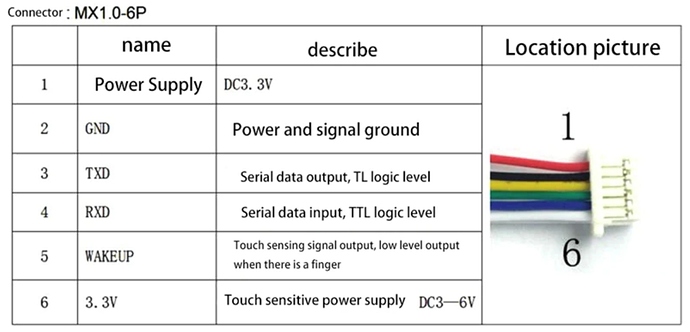 Connector : MX1.0-6P
name describe Location picture
1 Power Supply DC3.3V
2 GND Power and signal ground
3 TXD Serial data output, TL logic level
4 RXD Serial data input, TTL logic level
5 WAKEUP Touch sensing signal output, low level output
when there is a finger
6 3.3V Touch sensitive power supply DC3—6V
1
6